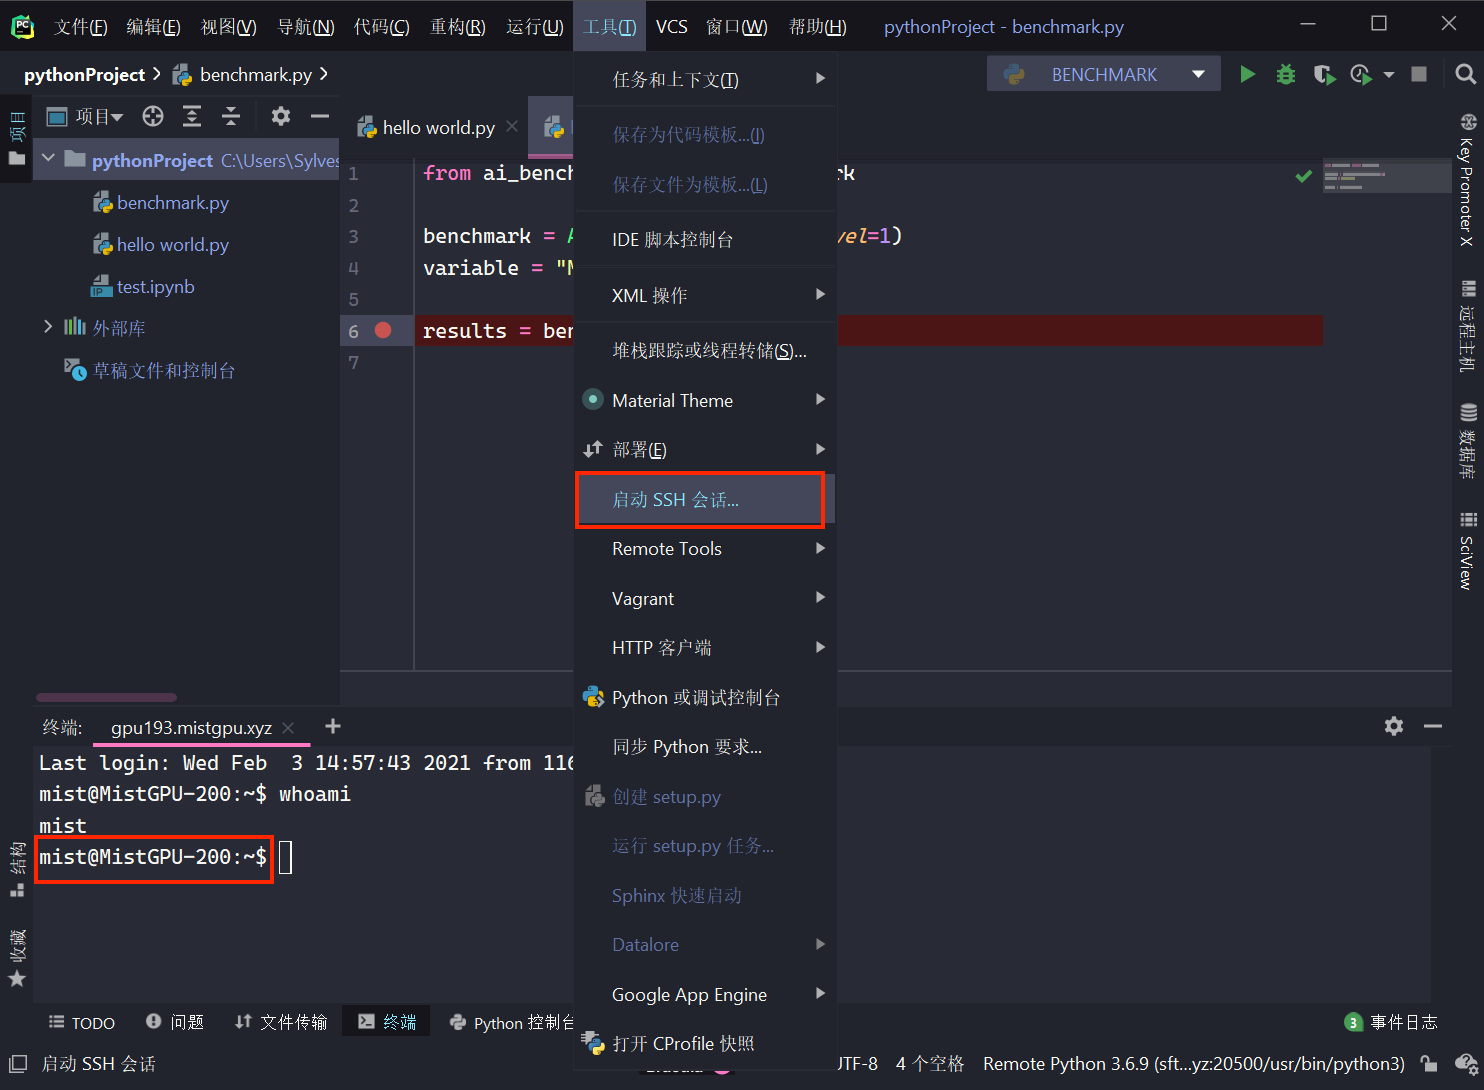 文件(F) 编辑(E) 视图(V) 导航(N) 代码(C) 重构(R) 运行(U) 工具(T) VCS 窗口(W) 帮助(H) pythonProject - benchmark.py
pythonProject benchmark.py
BENCHMARK
项目
项目
hello world.py
pythonProject C:\Users\Sylves
benchmark.py
hello world.py
test.ipynb
外部库
草稿文件和控制台
1 from ai_benc rk
2
3 benchmark = A vel=1)
4 variable = "M
5
6 results = ben
7
任务和上下文(T)
保存为代码模板...(I)
保存文件为模板...(L)
IDE 脚本控制台
XML 操作
堆栈跟踪或线程转储(S)...
Material Theme
部署(E)
启动 SSH 会话...
Remote Tools
Vagrant
HTTP 客户端
Python 或调试控制台
同步 Python 要求...
创建 setup.py
运行 setup.py 任务...
Sphinx 快速启动
Datalore
Google App Engine
打开 CProfile 快照
Key Promoter X
远程主机
数据库
SciView
终端: gpu193.mistgpu.xyz
Last login: Wed Feb  3 14:57:43 2021 from 116
mist@MistGPU-200:~$ whoami
mist
mist@MistGPU-200:~$
结构
收藏
TODO 问题 文件传输 终端 Python 控制台 3 事件日志
启动 SSH 会话 UTF-8 4 个空格 Remote Python 3.6.9 (sft...yz:20500/usr/bin/python3)